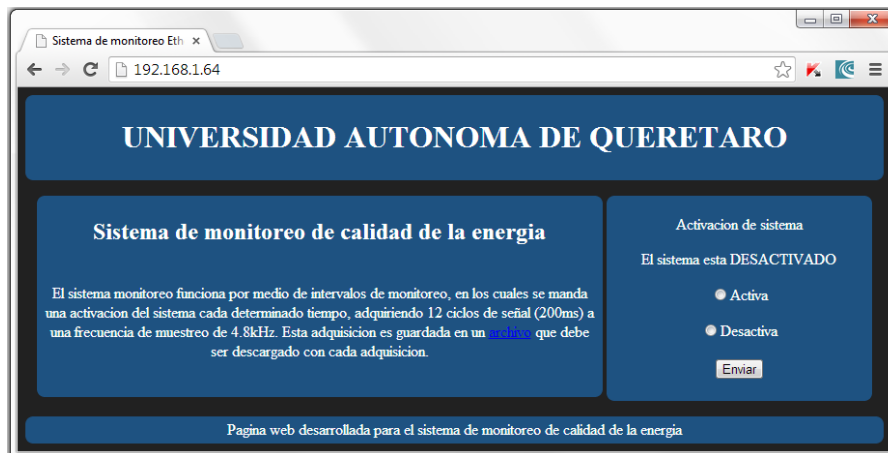 Sistema de monitoreo Eth
192.168.1.64
UNIVERSIDAD AUTONOMA DE QUERETARO
Sistema de monitoreo de calidad de la energia
El sistema monitoreo funciona por medio de intervalos de monitoreo, en los cuales se manda
una activacion del sistema cada determinado tiempo, adquiriendo 12 ciclos de señal (200ms) a
una frecuencia de muestreo de 4.8kHz. Esta adquisicion es guardada en un archivo que debe
ser descargado con cada adquisicion.
Activacion de sistema
El sistema esta DESACTIVADO
Activa
Desactiva
Enviar
Pagina web desarrollada para el sistema de monitoreo de calidad de la energia